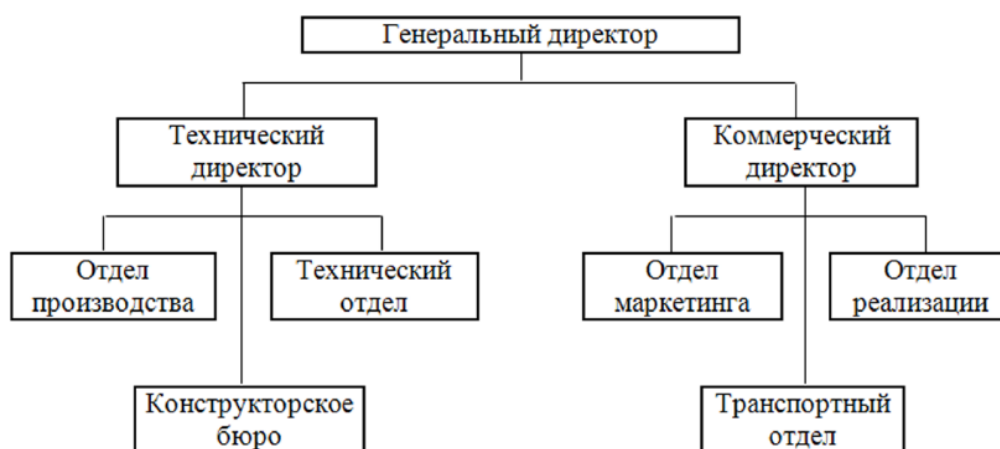 Генеральный директор
Технический
директор
Коммерческий
директор
Отдел
производства
Технический
отдел
Отдел
маркетинга
Отдел
реализации
Конструкторское
бюро
Транспортный
отдел